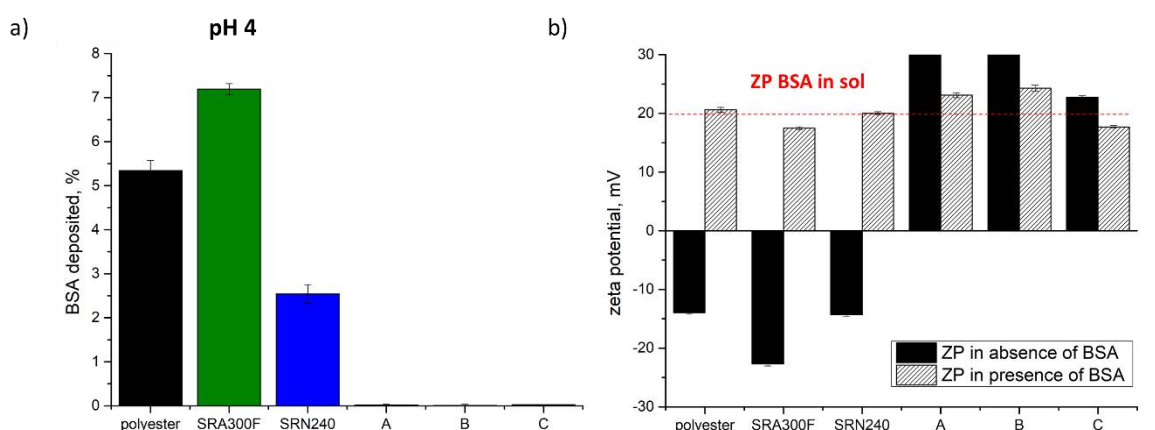 a)
pH 4
BSA deposited, %
8
7
6
5
4
3
2
1
0
polyester SRA300F SRN240 A B C
b)
ZP BSA in sol
zeta potential, mV
30
20
10
0
-10
-20
-30
ZP in absence of BSA
ZP in presence of BSA
polyester SRA300F SRN240 A B C